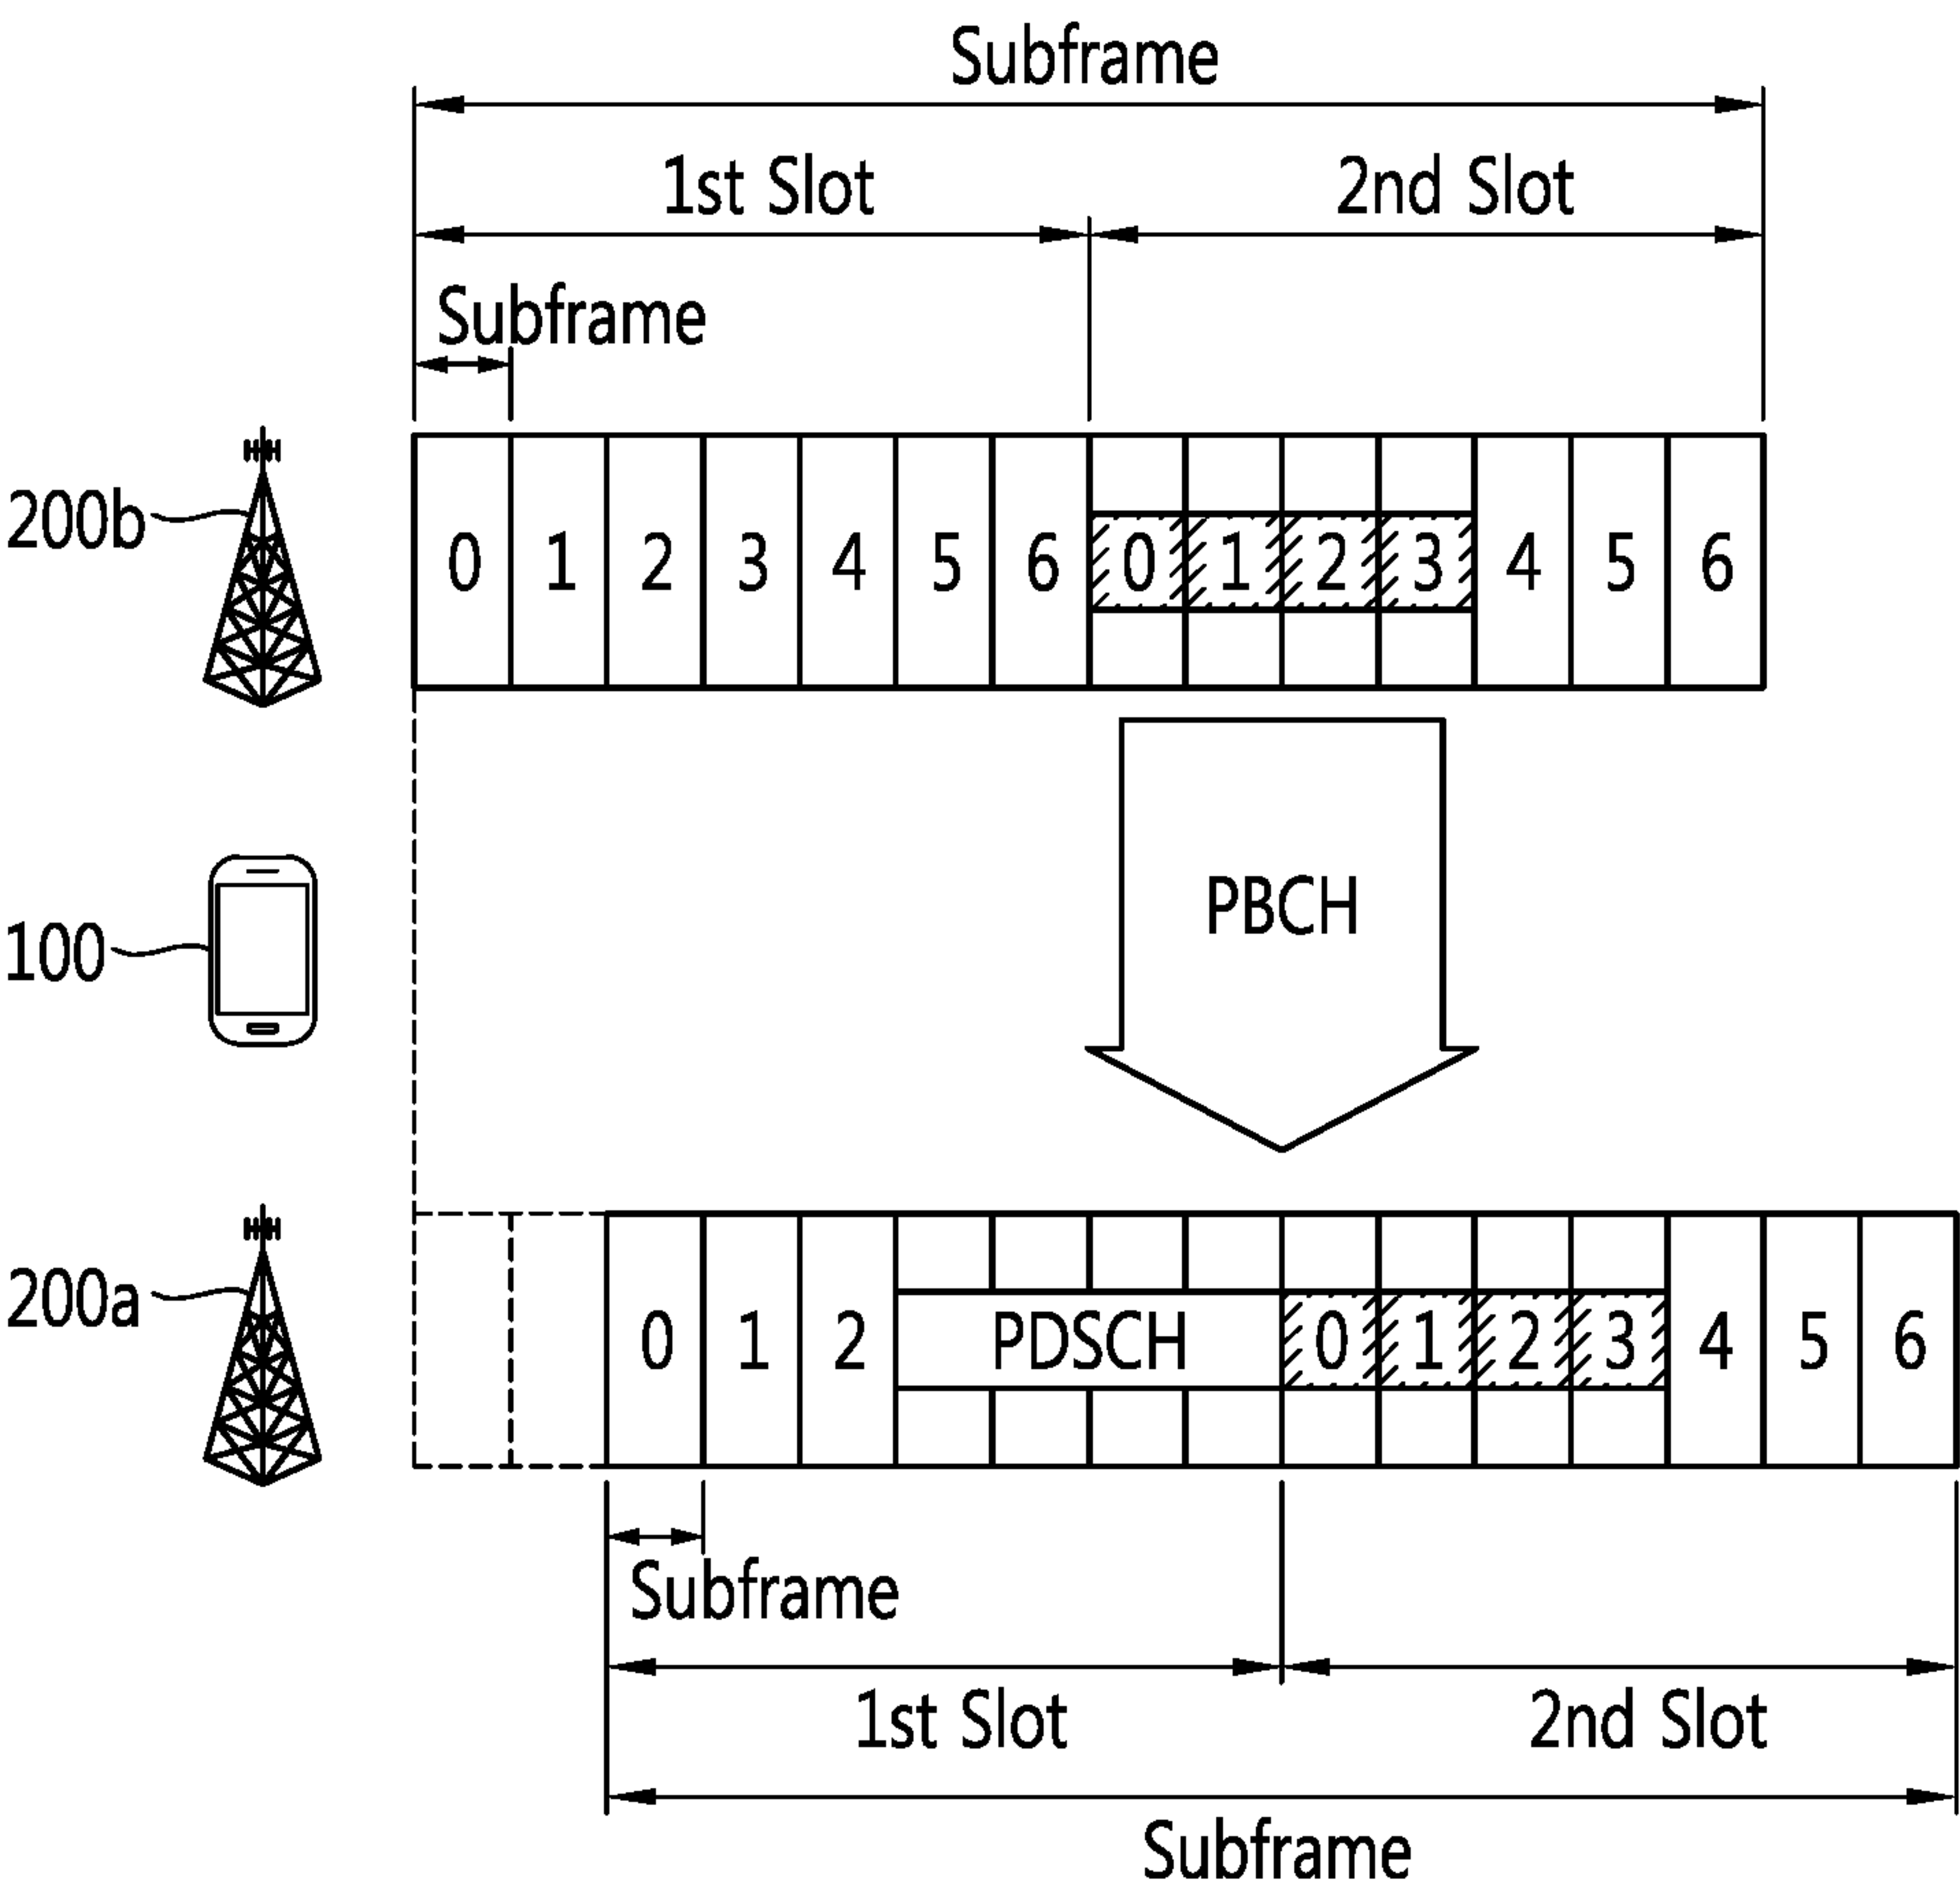 Subframe
1st Slot 2nd Slot
Subframe
200b
0 1 2 3 4 5 6 0 1 2 3 4 5 6
PBCH
100
200a
0 1 2 PDSCH 0 1 2 3 4 5 6
Subframe
1st Slot 2nd Slot
Subframe